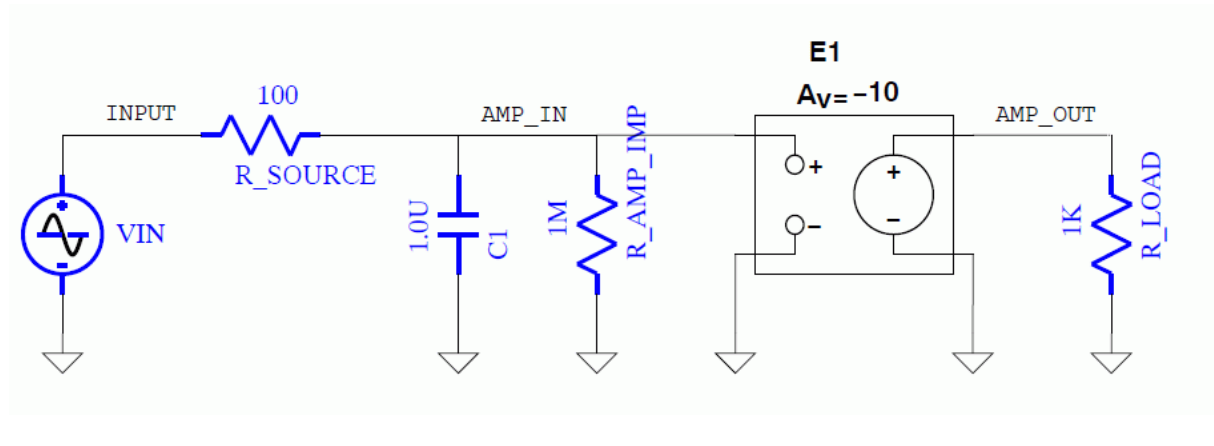 E1
Av=-10
100
INPUT
AMP_IN
AMP_OUT
R_SOURCE
VIN
1.0U
C1
1M
R_AMP_IMP
+
−
+
−
1K
R_LOAD